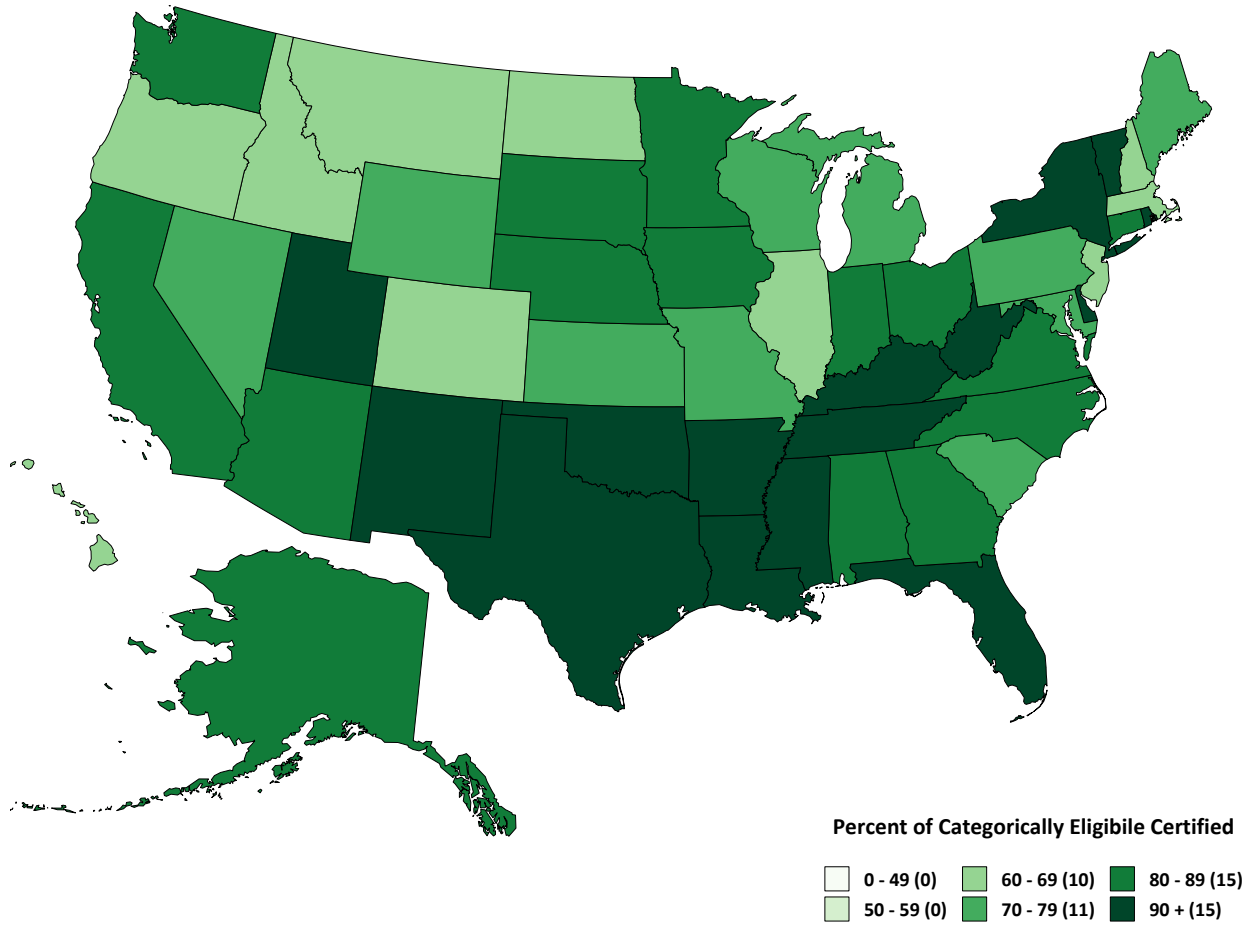 Percent of Categorically Eligibile Certified
0 - 49 (0) 60 - 69 (10) 80 - 89 (15)
50 - 59 (0) 70 - 79 (11) 90 + (15)